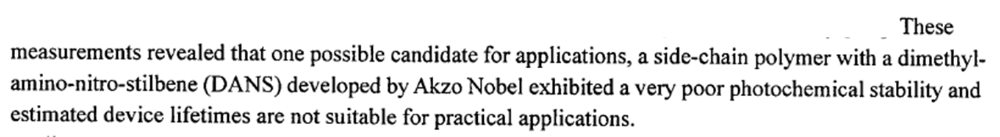 These
measurements revealed that one possible candidate for applications, a side-chain polymer with a dimethyl-
amino-nitro-stilbene (DANS) developed by Akzo Nobel exhibited a very poor photochemical stability and
estimated device lifetimes are not suitable for practical applications.